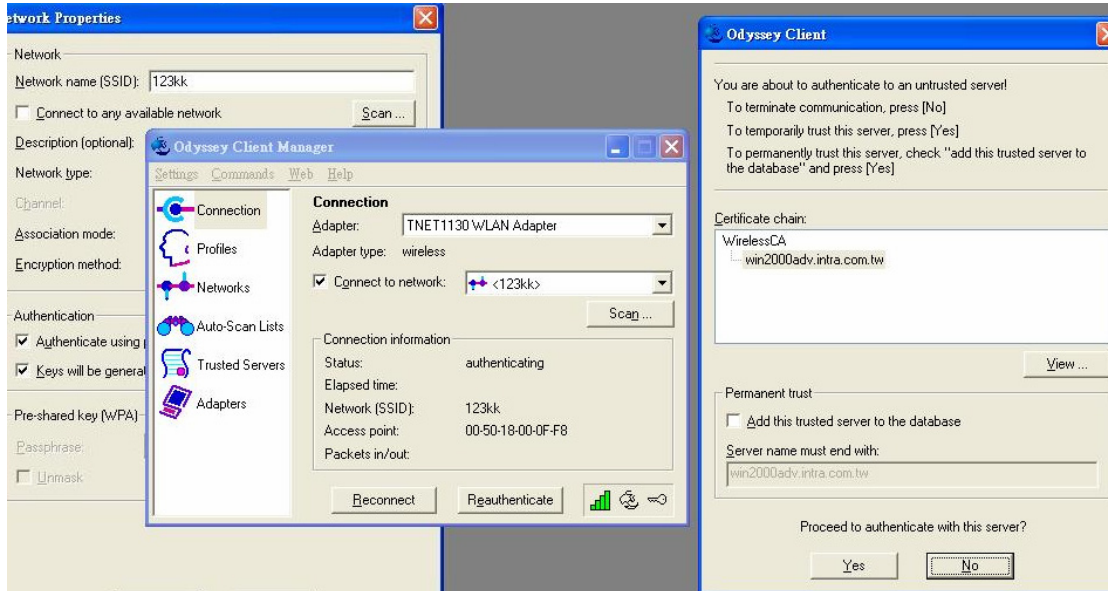 etwork Properties
Network
Network name (SSID): 123kk
Connect to any available network
Scan ...
Description (optional):
Network type:
Channel:
Association mode:
Encryption method:
Authentication
Authenticate using
Keys will be genera
Pre-shared key (WPA)
Passphrase:
Unmask
Odyssey Client Manager
Settings Commands Web Help
Connection
Profiles
Networks
Auto-Scan Lists
Trusted Servers
Adapters
Connection
Adapter: TNET1130 WLAN Adapter
Adapter type: wireless
Connect to network: <123kk>
Scan ...
Connection information
Status: authenticating
Elapsed time:
Network (SSID): 123kk
Access point: 00-50-18-00-0F-F8
Packets in/out:
Reconnect Reauthenticate
Odyssey Client
You are about to authenticate to an untrusted server!
To terminate communication, press [No]
To temporarily trust this server, press [Yes]
To permanently trust this server, check "add this trusted server to
the database" and press [Yes]
Certificate chain:
WirelessCA
win2000adv.intra.com.tw
View ...
Permanent trust
Add this trusted server to the database
Server name must end with:
win2000adv.intra.com.tw
Proceed to authenticate with this server?
Yes No